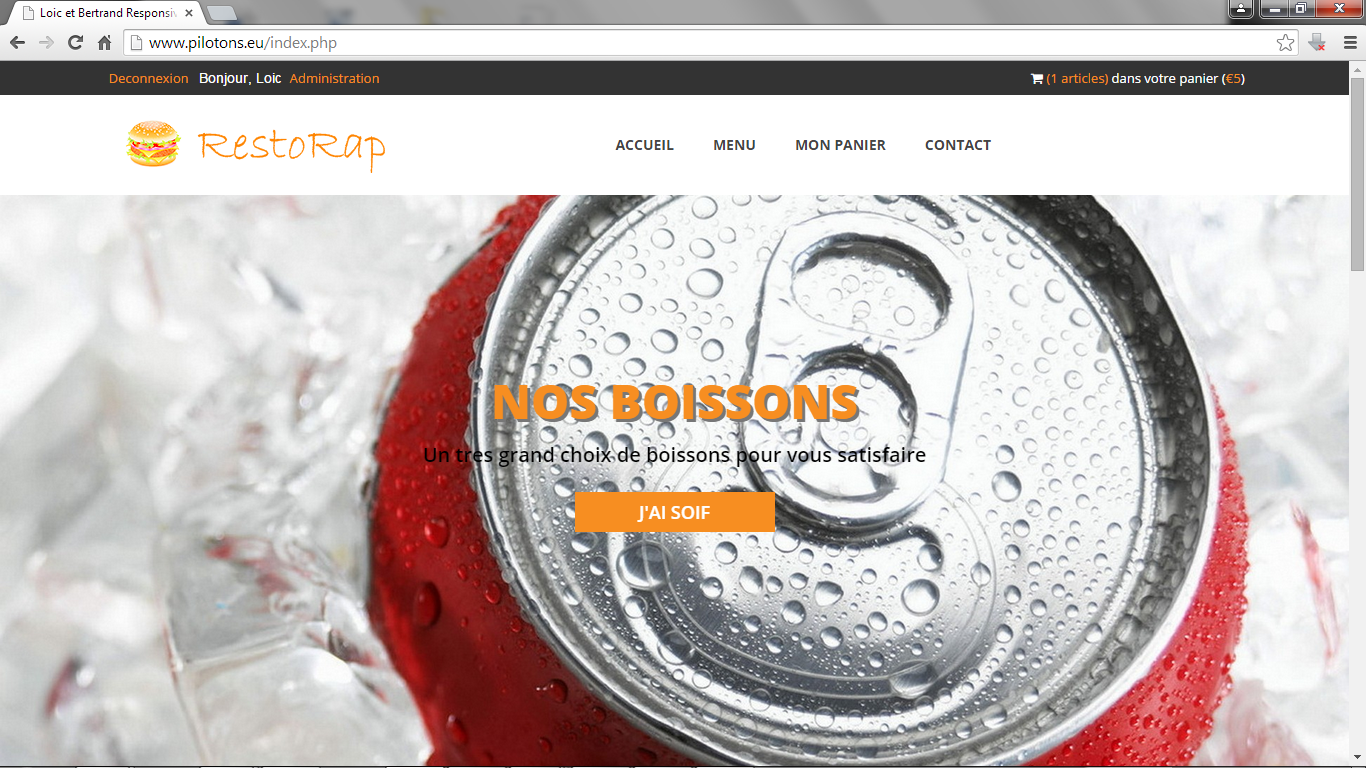 Loic et Bertrand Responsiv
www.pilotons.eu/index.php
Deconnexion Bonjour, Loic Administration (1 articles) dans votre panier (€5)
RestoRap ACCUEIL MENU MON PANIER CONTACT
NOS BOISSONS
Un tres grand choix de boissons pour vous satisfaire
J'AI SOIF